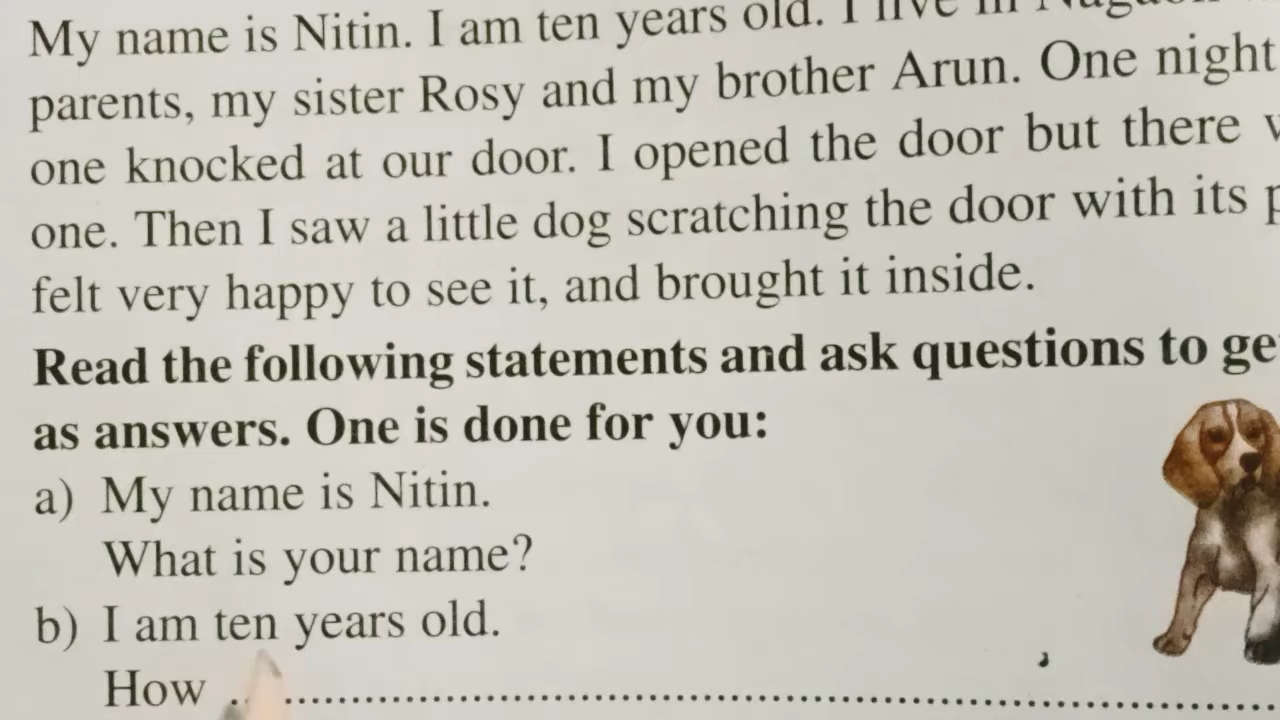 My name is Nitin. I am ten years old. I live in
parents, my sister Rosy and my brother Arun. One night
one knocked at our door. I opened the door but there
one. Then I saw a little dog scratching the door with its
felt very happy to see it, and brought it inside.
Read the following statements and ask questions to ge
as answers. One is done for you:
a) My name is Nitin.
What is your name?
b) I am ten years old.
How ..............................